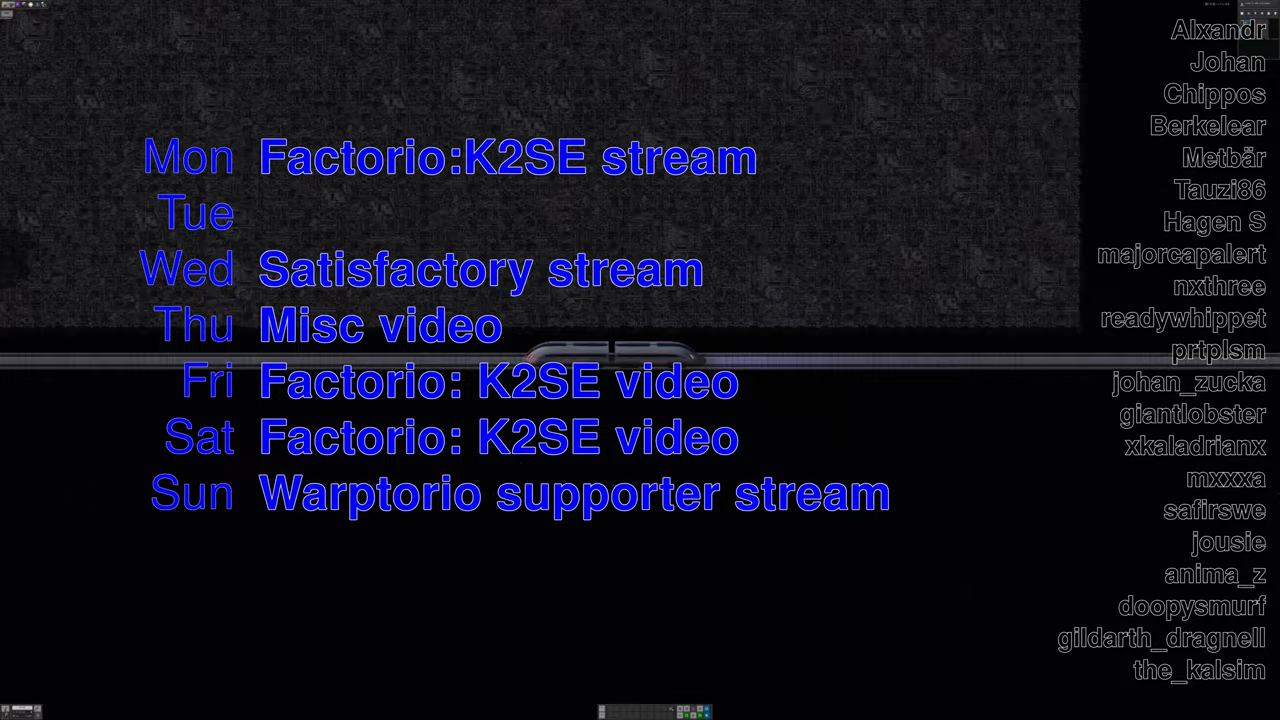 Mon Factorio:K2SE stream
Tue
Wed Satisfactory stream
Thu Misc video
Fri Factorio: K2SE video
Sat Factorio: K2SE video
Sun Warptorio supporter stream
Alxandr
Johan
Chippos
Berkelear
Metbär
Tauzi86
Hagen S
majorcapalert
nxthree
readywhippet
prtplsm
johan_zucka
giantlobster
xkaladrianx
mxxxa
safirswe
jousie
anima_z
doopysmurf
gildarth_dragnell
the_kalsim